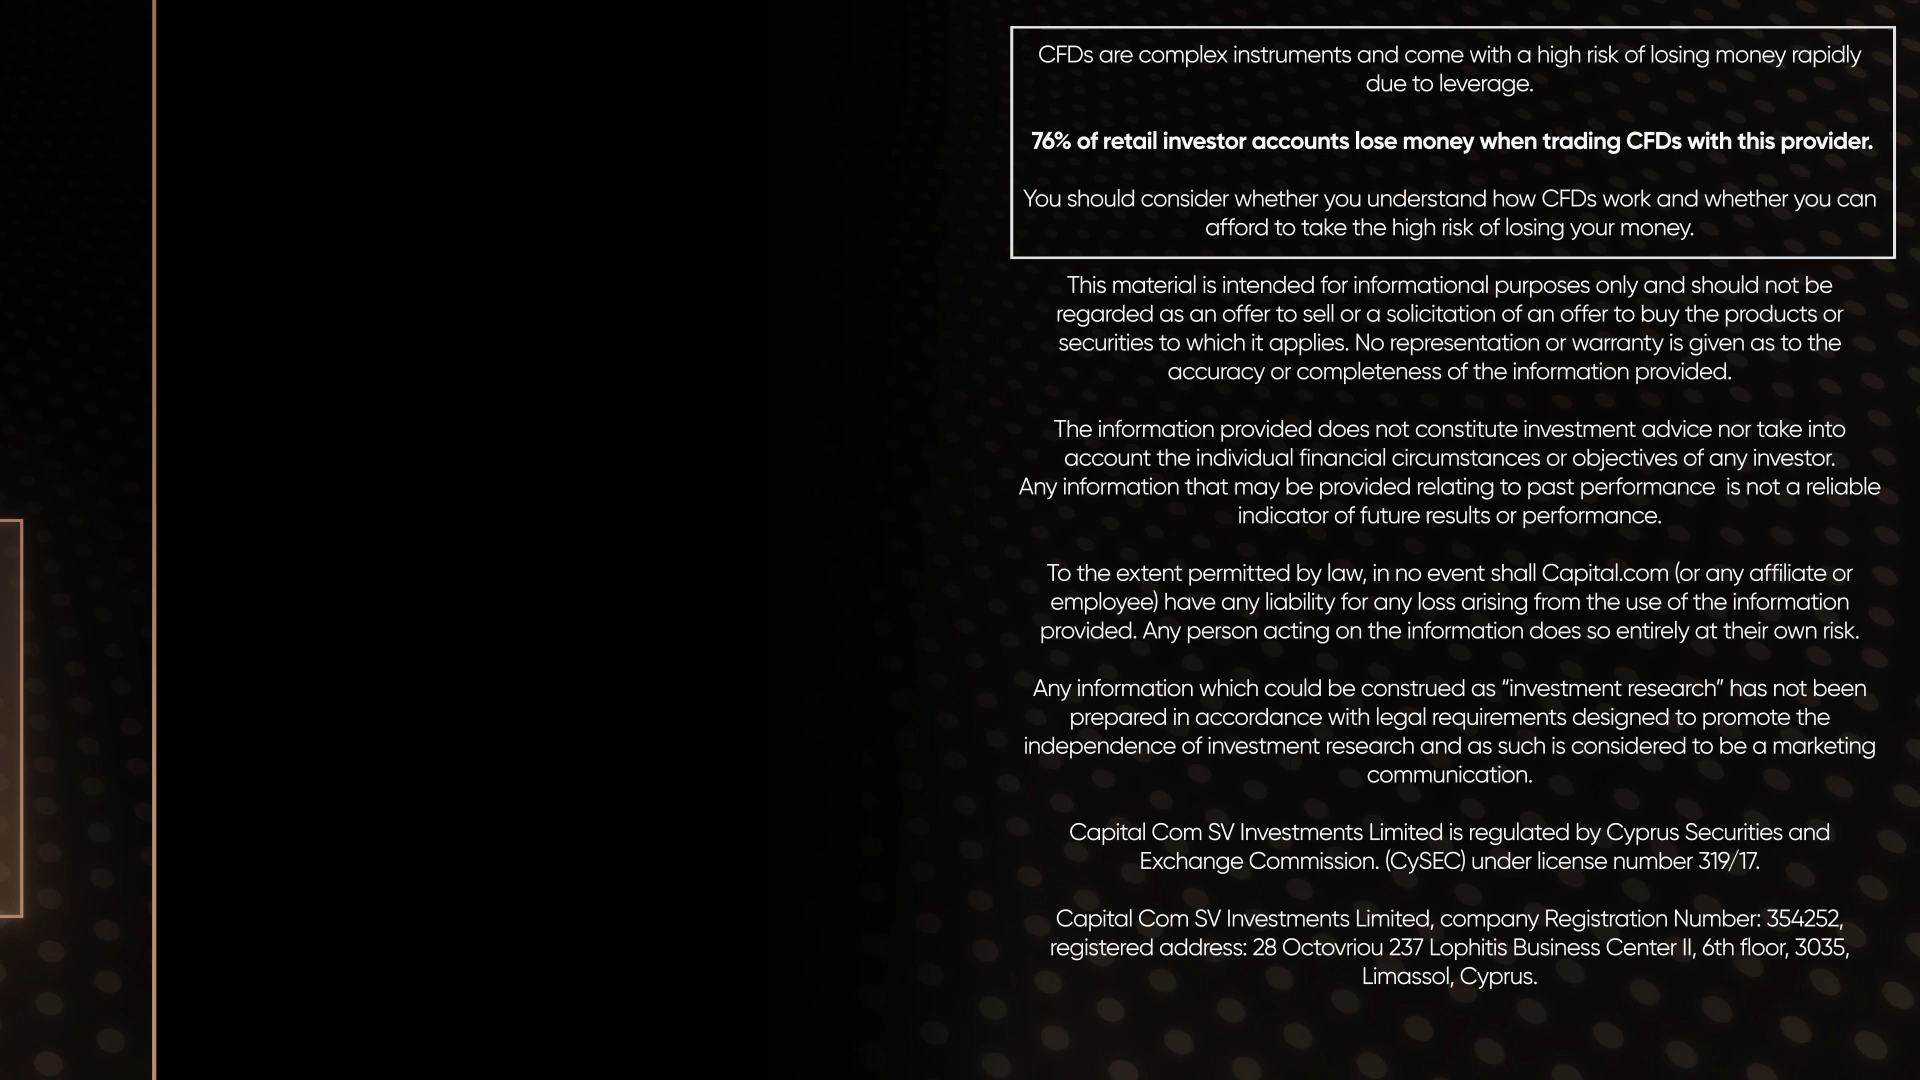 CFDs are complex instruments and come with a high risk of losing money rapidly
due to leverage.
76% of retail investor accounts lose money when trading CFDs with this provider.
You should consider whether you understand how CFDs work and whether you can
afford to take the high risk of losing your money.
This material is intended for informational purposes only and should not be
regarded as an offer to sell or a solicitation of an offer to buy the products or
securities to which it applies. No representation or warranty is given as to the
accuracy or completeness of the information provided.
The information provided does not constitute investment advice nor take into
account the individual financial circumstances or objectives of any investor.
Any information that may be provided relating to past performance  is not a reliable
indicator of future results or performance.
To the extent permitted by law, in no event shall Capital.com (or any affiliate or
employee) have any liability for any loss arising from the use of the information
provided. Any person acting on the information does so entirely at their own risk.
Any information which could be construed as “investment research” has not been
prepared in accordance with legal requirements designed to promote the
independence of investment research and as such is considered to be a marketing
communication.
Capital Com SV Investments Limited is regulated by Cyprus Securities and
Exchange Commission. (CySEC) under license number 319/17.
Capital Com SV Investments Limited, company Registration Number: 354252,
registered address: 28 Octovriou 237 Lophitis Business Center II, 6th floor, 3035,
Limassol, Cyprus.